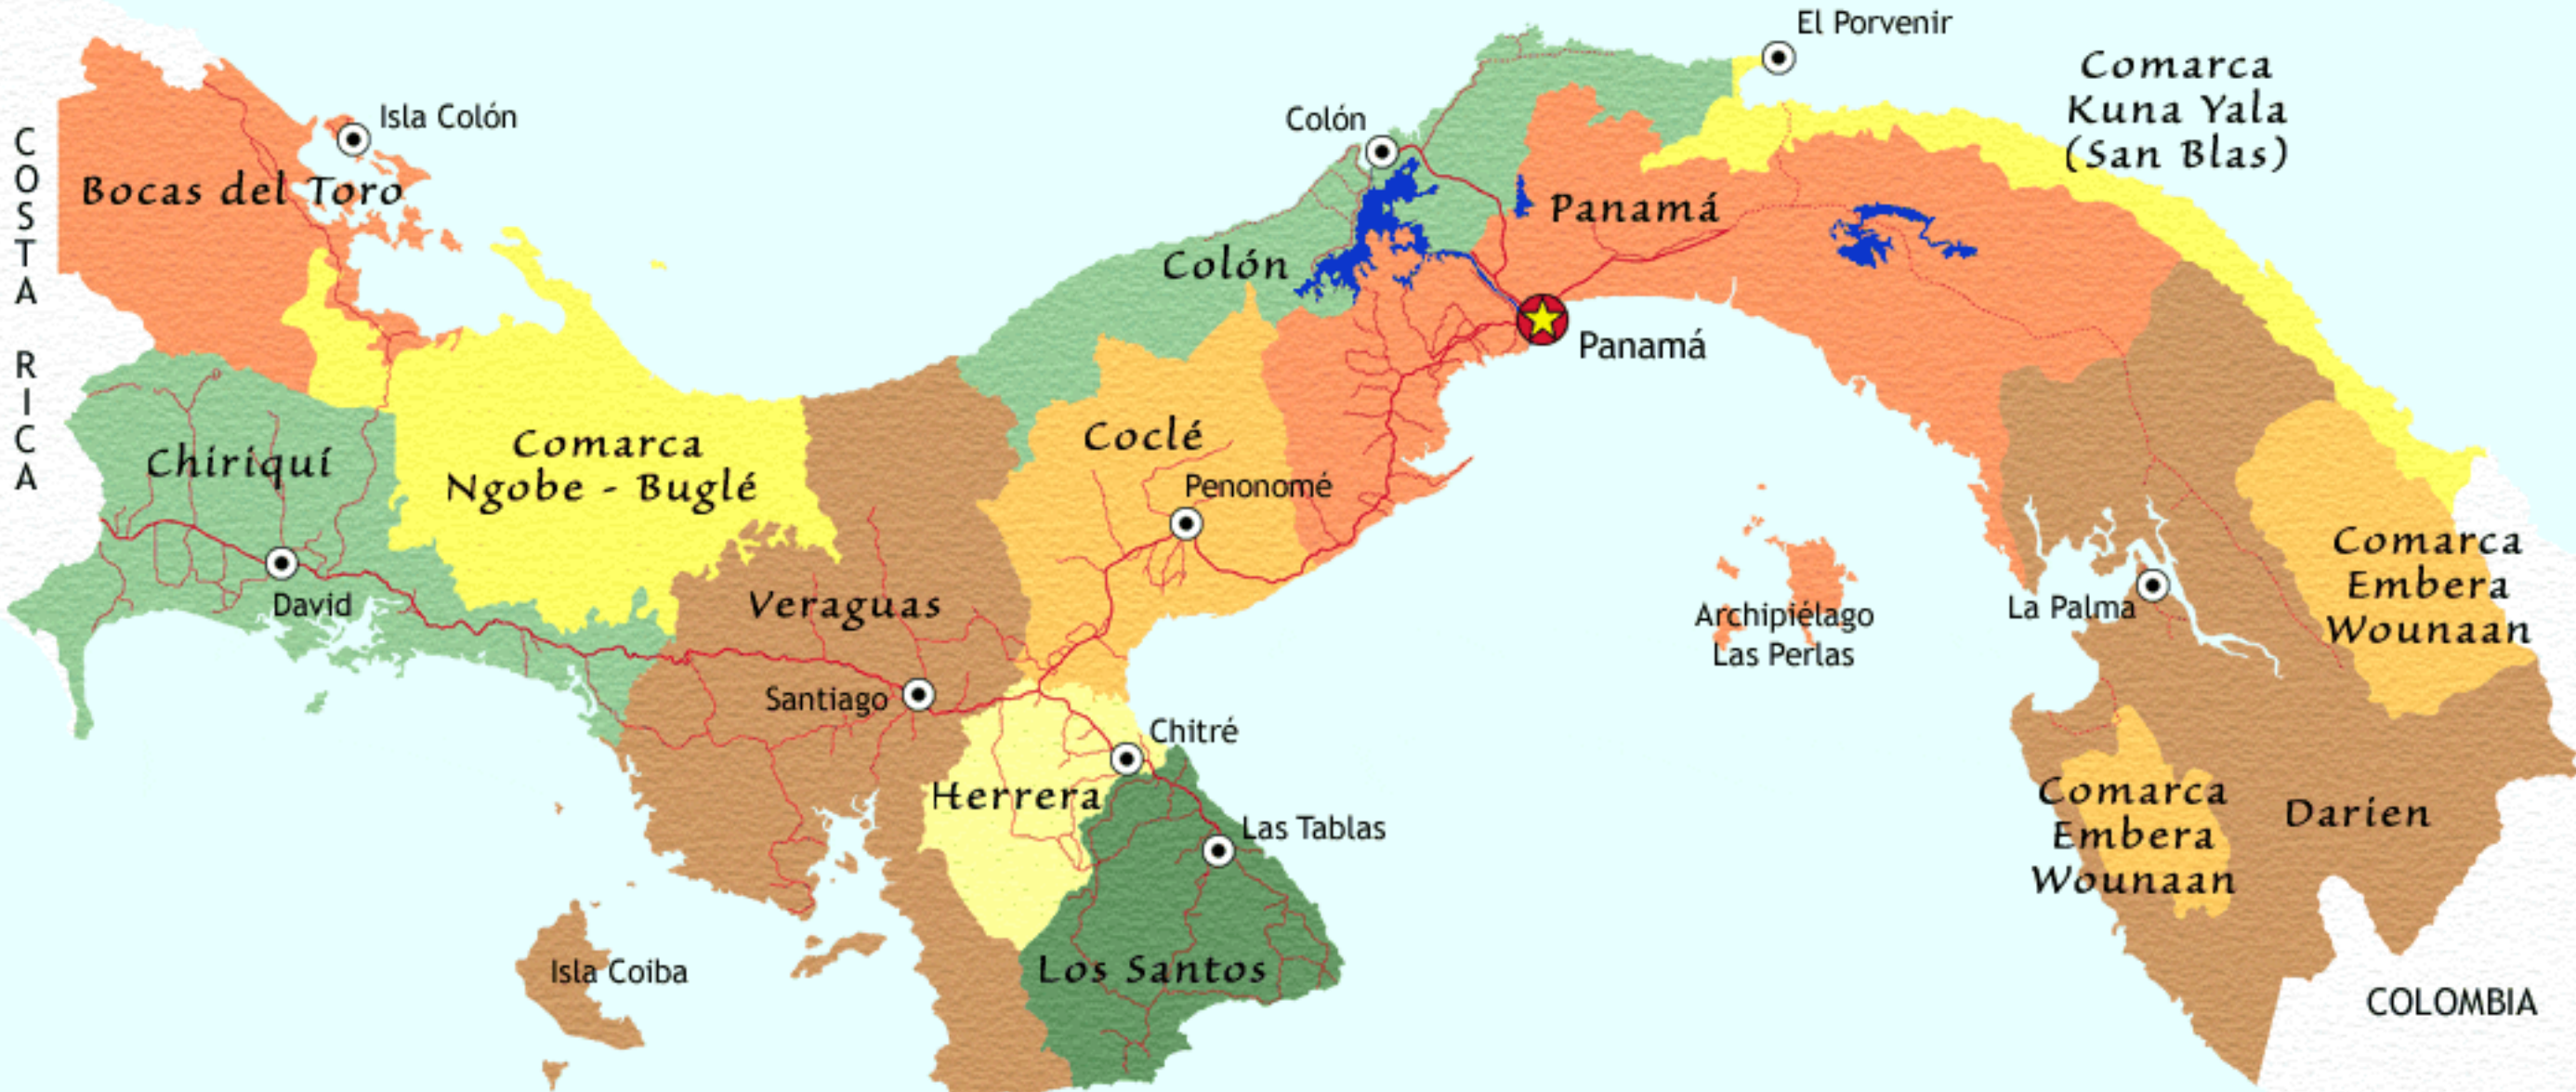 El Porvenir
Comarca
Kuna Yala
(San Blas)
Isla Colón
Colón
COSTA RICA
Bocas del Toro
Panamá
Colón
Panamá
Chiriquí
Comarca
Ngobe - Buglé
Coclé
Penonomé
Comarca
Embera
Wounaan
David
Veraguas
Archipiélago
Las Perlas
La Palma
Santiago
Chitré
Herrera
Las Tablas
Comarca
Embera
Wounaan
Darien
Isla Coiba
Los Santos
COLOMBIA